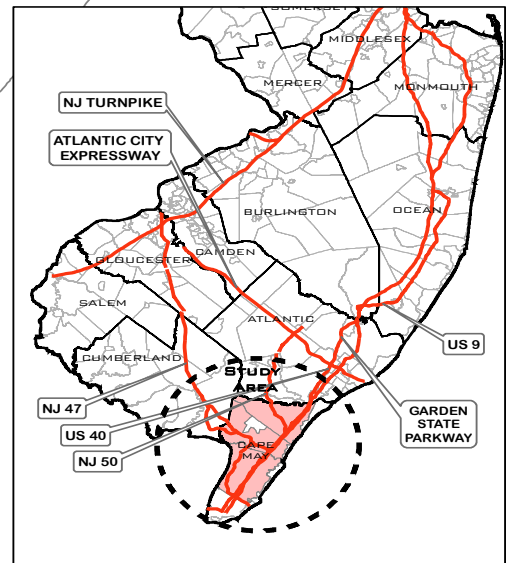 SOMERSET
MIDDLESEX
MERCER
MONMOUTH
NJ TURNPIKE
ATLANTIC CITY
EXPRESSWAY
BURLINGTON
OCEAN
CAMDEN
GLOUCESTER
SALEM
ATLANTIC
US 9
CUMBERLAND
STUDY
AREA
NJ 47
GARDEN
STATE
PARKWAY
US 40
CAPE
MAY
NJ 50